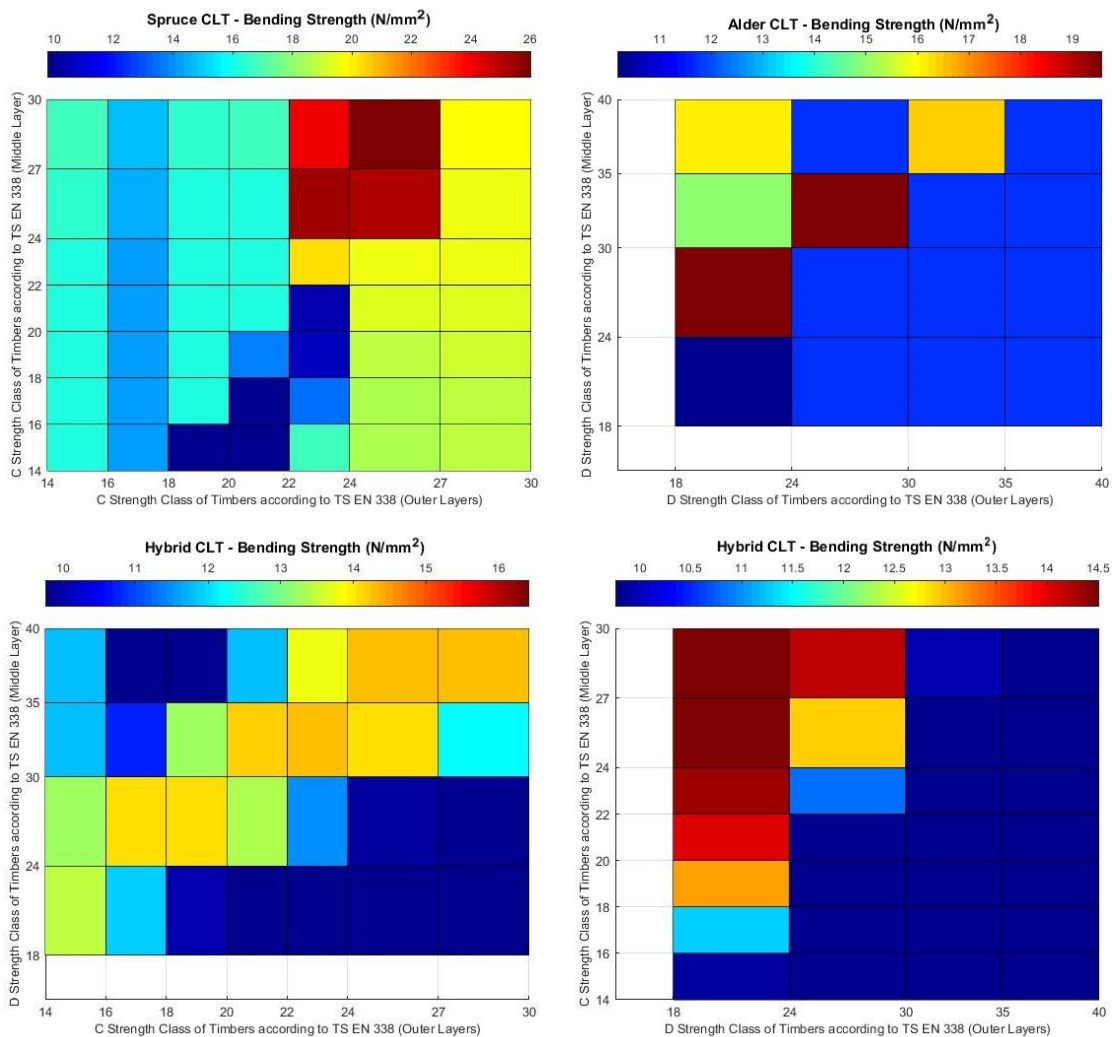 Spruce CLT - Bending Strength (N/mm²)
10 12 14 16 18 20 22 24 26
C Strength Class of Timbers according to TS EN 338 (Middle Layer)
30
27
24
22
20
18
16
14
14 16 18 20 22 24 27 30
C Strength Class of Timbers according to TS EN 338 (Outer Layers)
Alder CLT - Bending Strength (N/mm²)
11 12 13 14 15 16 17 18 19
D Strength Class of Timbers according to TS EN 338 (Middle Layer)
40
35
30
24
18
18 24 30 35 40
D Strength Class of Timbers according to TS EN 338 (Outer Layers)
Hybrid CLT - Bending Strength (N/mm²)
10 11 12 13 14 15 16
D Strength Class of Timbers according to TS EN 338 (Middle Layer)
40
35
30
24
18
14 16 18 20 22 24 27 30
C Strength Class of Timbers according to TS EN 338 (Outer Layers)
Hybrid CLT - Bending Strength (N/mm²)
10 10.5 11 11.5 12 12.5 13 13.5 14 14.5
C Strength Class of Timbers according to TS EN 338 (Middle Layer)
30
27
24
22
20
18
16
14
18 24 30 35 40
D Strength Class of Timbers according to TS EN 338 (Outer Layers)